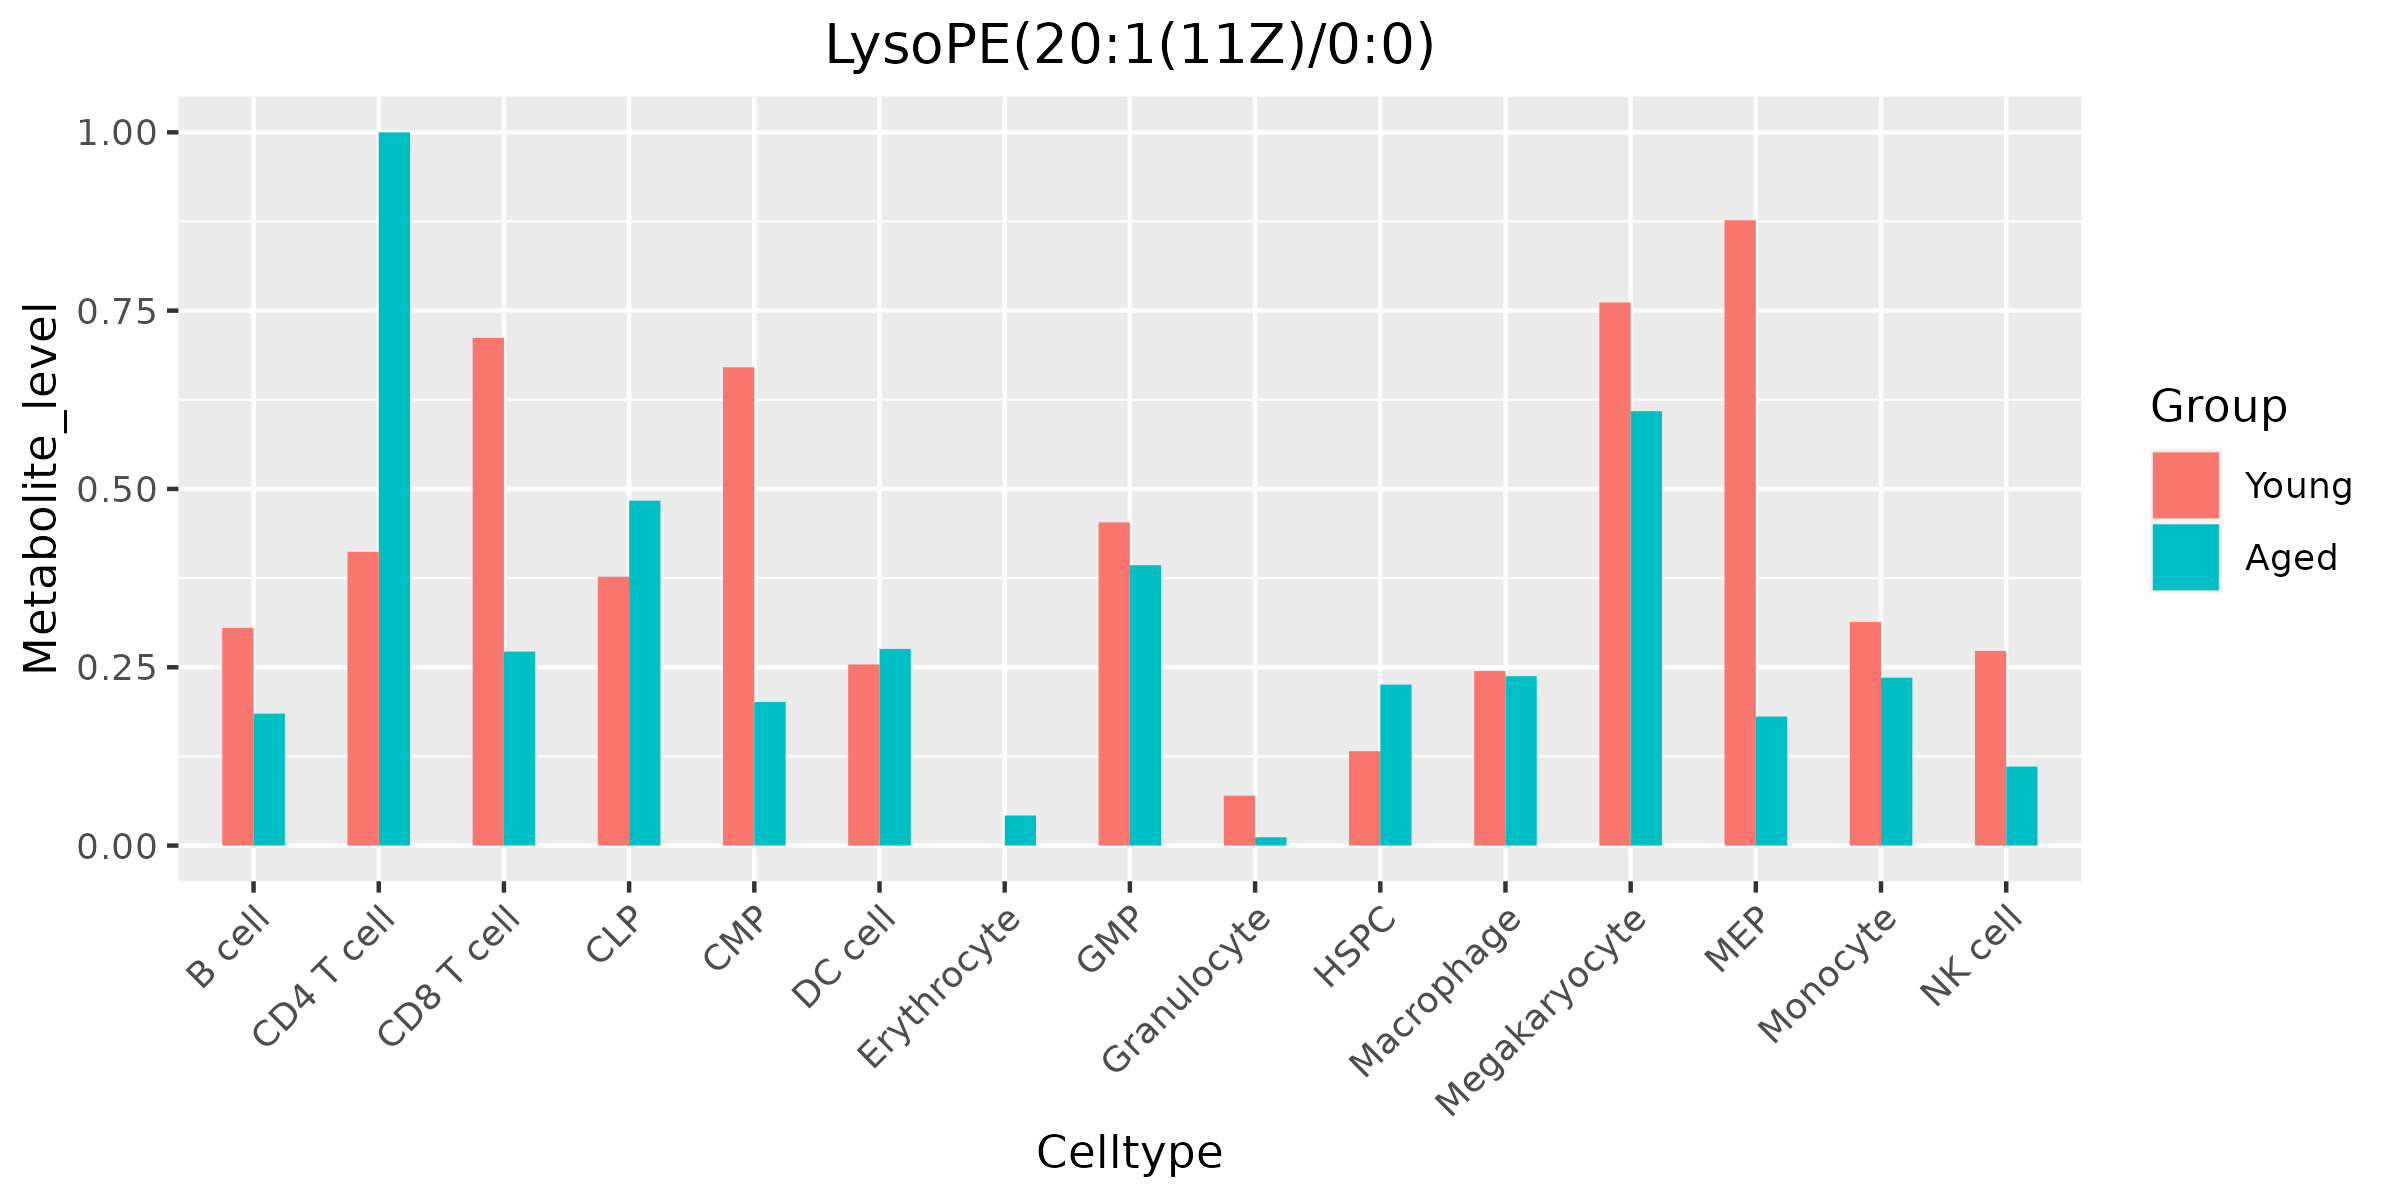 LysoPE(20:1(11Z)/0:0)
Metabolite_level
1.00
0.75
0.50
0.25
0.00
B cell
CD4 T cell
CD8 T cell
CLP
CMP
DC cell
Erythrocyte
GMP
Granulocyte
HSPC
Macrophage
Megakaryocyte
MEP
Monocyte
NK cell
Celltype
Group
Young
Aged